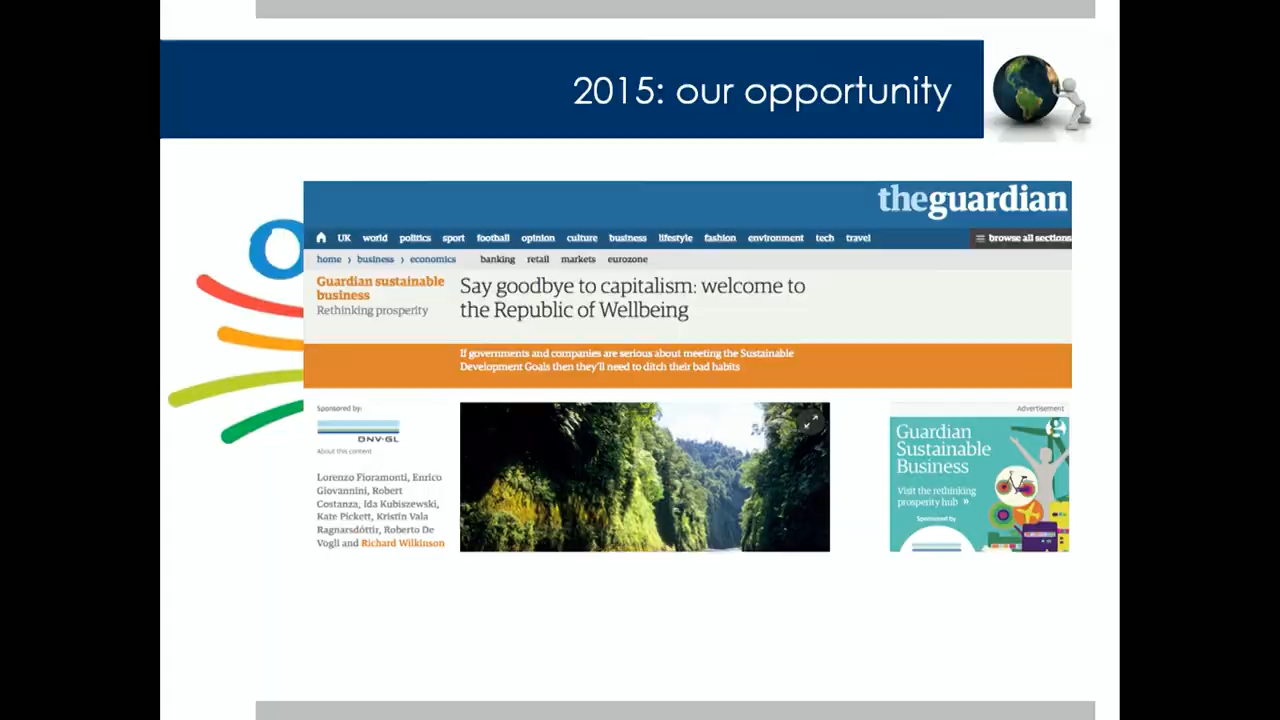 2015: our opportunity
theguardian
UK world politics sport football opinion culture business lifestyle fashion environment tech travel
browse all sections
home › business › economics banking retail markets eurozone
Guardian sustainable
business
Rethinking prosperity
Say goodbye to capitalism: welcome to
the Republic of Wellbeing
If governments and companies are serious about meeting the Sustainable
Development Goals then they'll need to ditch their bad habits
Sponsored by:
DNV·GL
About this content
Lorenzo Fioramonti, Enrico
Giovannini, Robert
Costanza, Ida Kubiszewski,
Kate Pickett, Kristin Vala
Ragnarsdóttir, Roberto De
Vogli and Richard Wilkinson
Advertisement
Guardian
Sustainable
Business
Visit the rethinking
prosperity hub »
Sponsored by